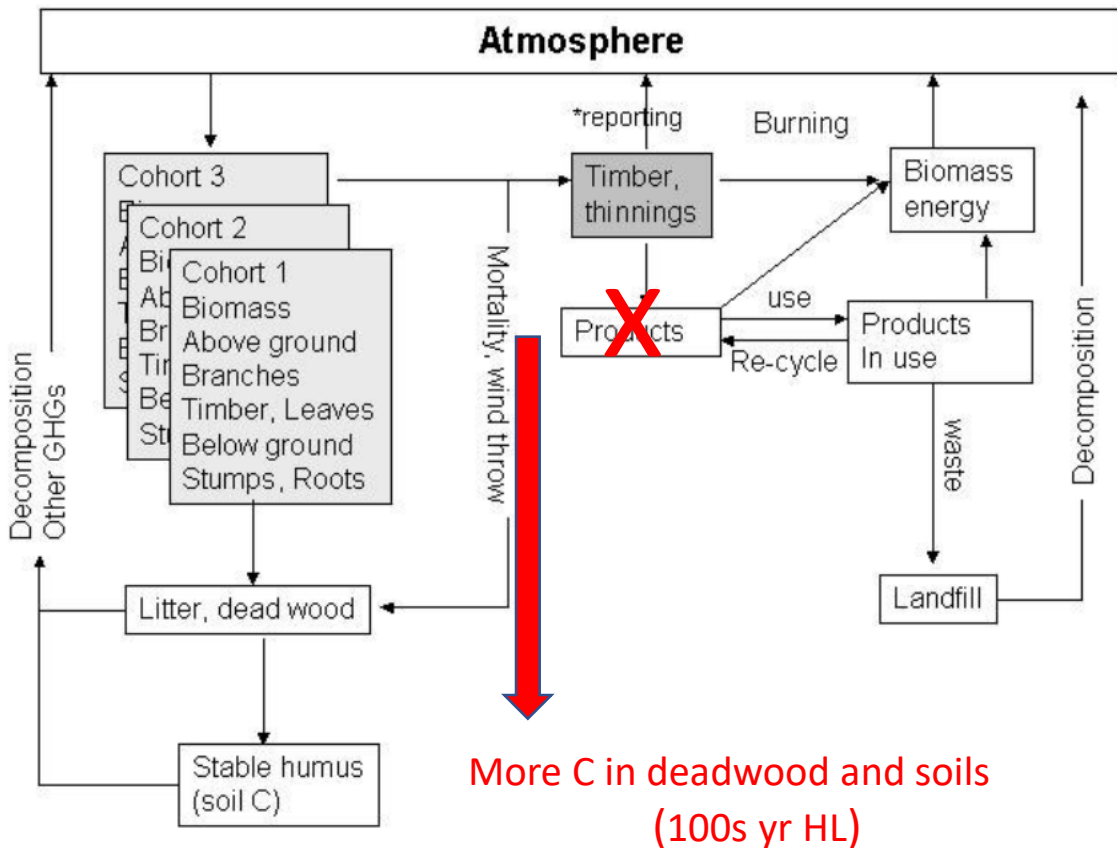 Atmosphere
*reporting
Burning
Cohort 3
Cohort 2
Cohort 1
Biomass
Above ground
Branches
Timber, Leaves
Below ground
Stumps, Roots
Timber,
thinnings
Biomass
energy
Mortality, wind throw
X
Products
use
Re-cycle
Products
In use
waste
Decomposition
Decomposition
Other GHGs
Litter, dead wood
Landfill
Stable humus
(soil C)
More C in deadwood and soils
(100s yr HL)